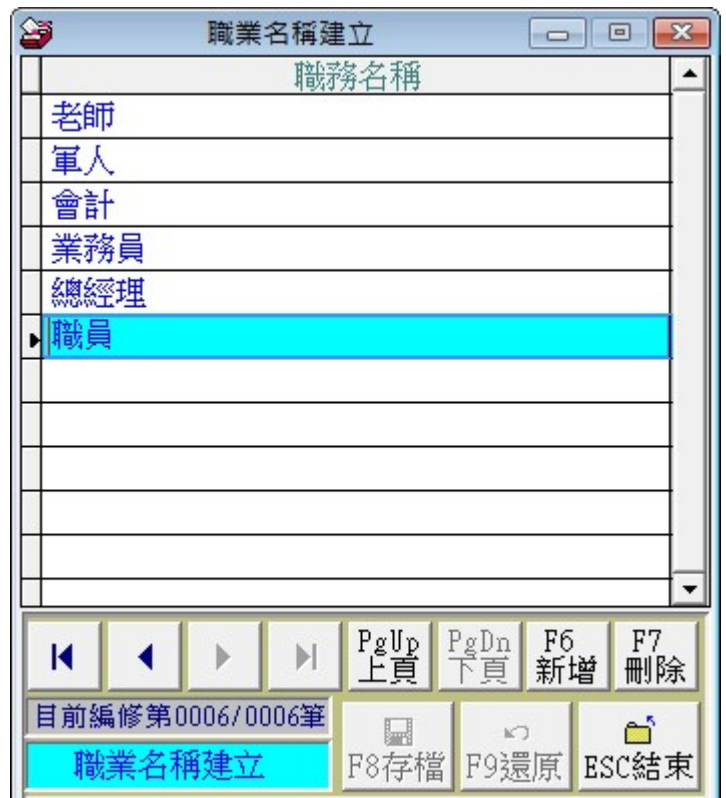 職業名稱建立
職務名稱
老師
軍人
會計
業務員
總經理
職員
PgUp PgDn F6 F7
上頁 下頁 新增 刪除
目前編修第0006/0006筆
職業名稱建立 F8存檔 F9還原 ESC結束